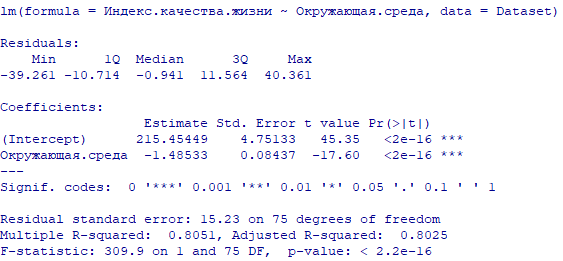 lm(formula = Индекс.качества.жизни ~ Окружающая.среда, data = Dataset)
Residuals:
Min 1Q Median 3Q Max
-39.261 -10.714 -0.941 11.564 40.361
Coefficients:
Estimate Std. Error t value Pr(>|t|)
(Intercept) 215.45449 4.75133 45.35 <2e-16 ***
Окружающая.среда -1.48533 0.08437 -17.60 <2e-16 ***
---
Signif. codes: 0 '***' 0.001 '**' 0.01 '*' 0.05 '.' 0.1 ' ' 1
Residual standard error: 15.23 on 75 degrees of freedom
Multiple R-squared: 0.8051, Adjusted R-squared: 0.8025
F-statistic: 309.9 on 1 and 75 DF, p-value: < 2.2e-16